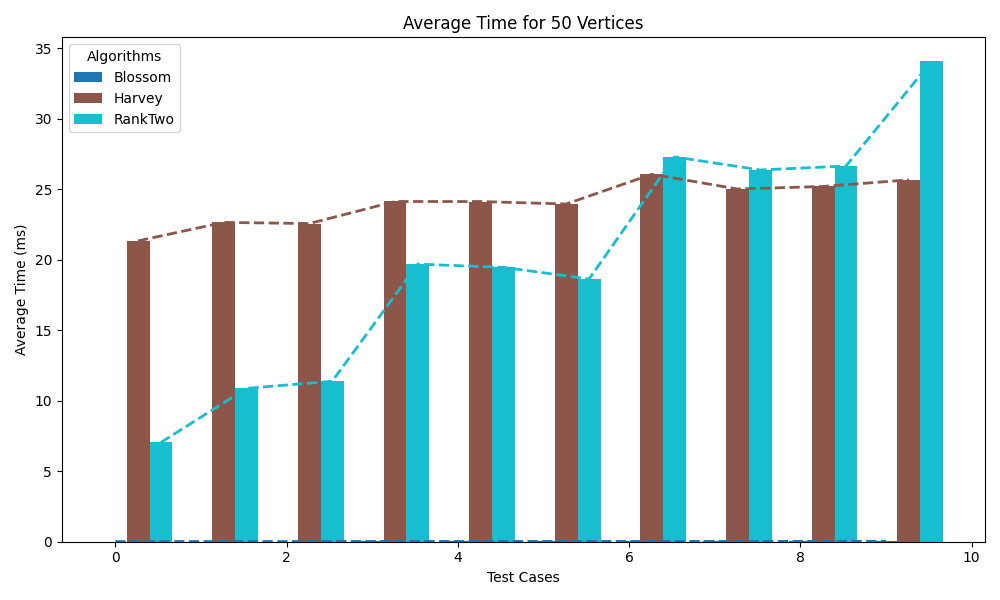 Average Time for 50 Vertices
Algorithms
Blossom
Harvey
RankTwo
Average Time (ms)
35
30
25
20
15
10
5
0
0 2 4 6 8 10
Test Cases